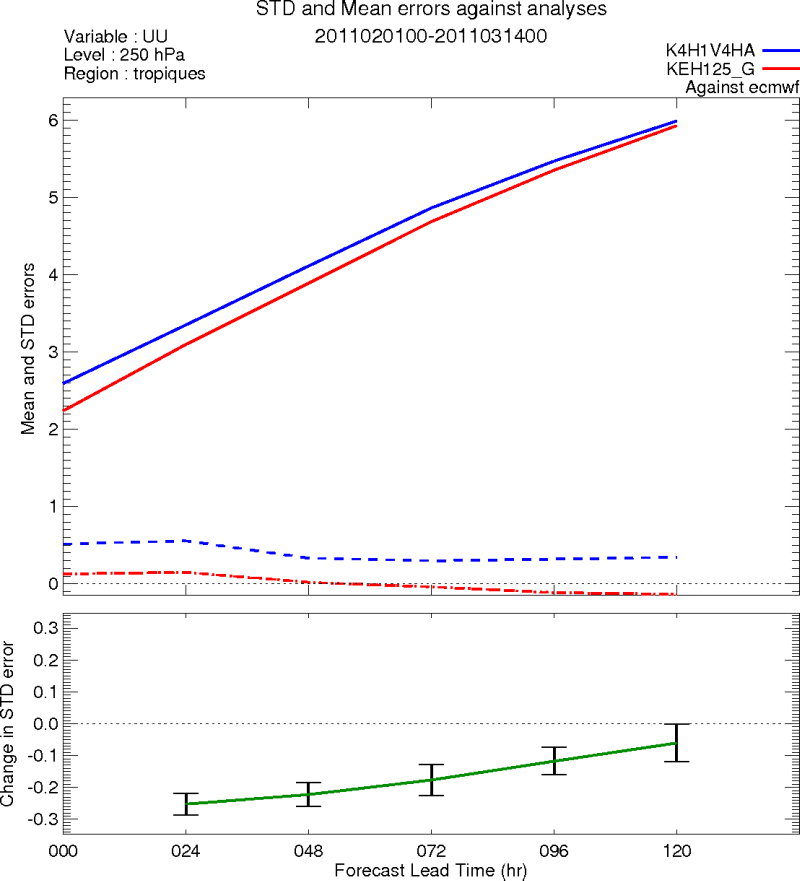 STD and Mean errors against analyses
2011020100-2011031400
Variable : UU
Level : 250 hPa
Region : tropiques
K4H1V4HA
KEH125_G
Against ecmwf
6
5
4
3
2
1
0
Mean and STD errors
0.3
0.2
0.1
0.0
-0.1
-0.2
-0.3
Change in STD error
000 024 048 072 096 120
Forecast Lead Time (hr)